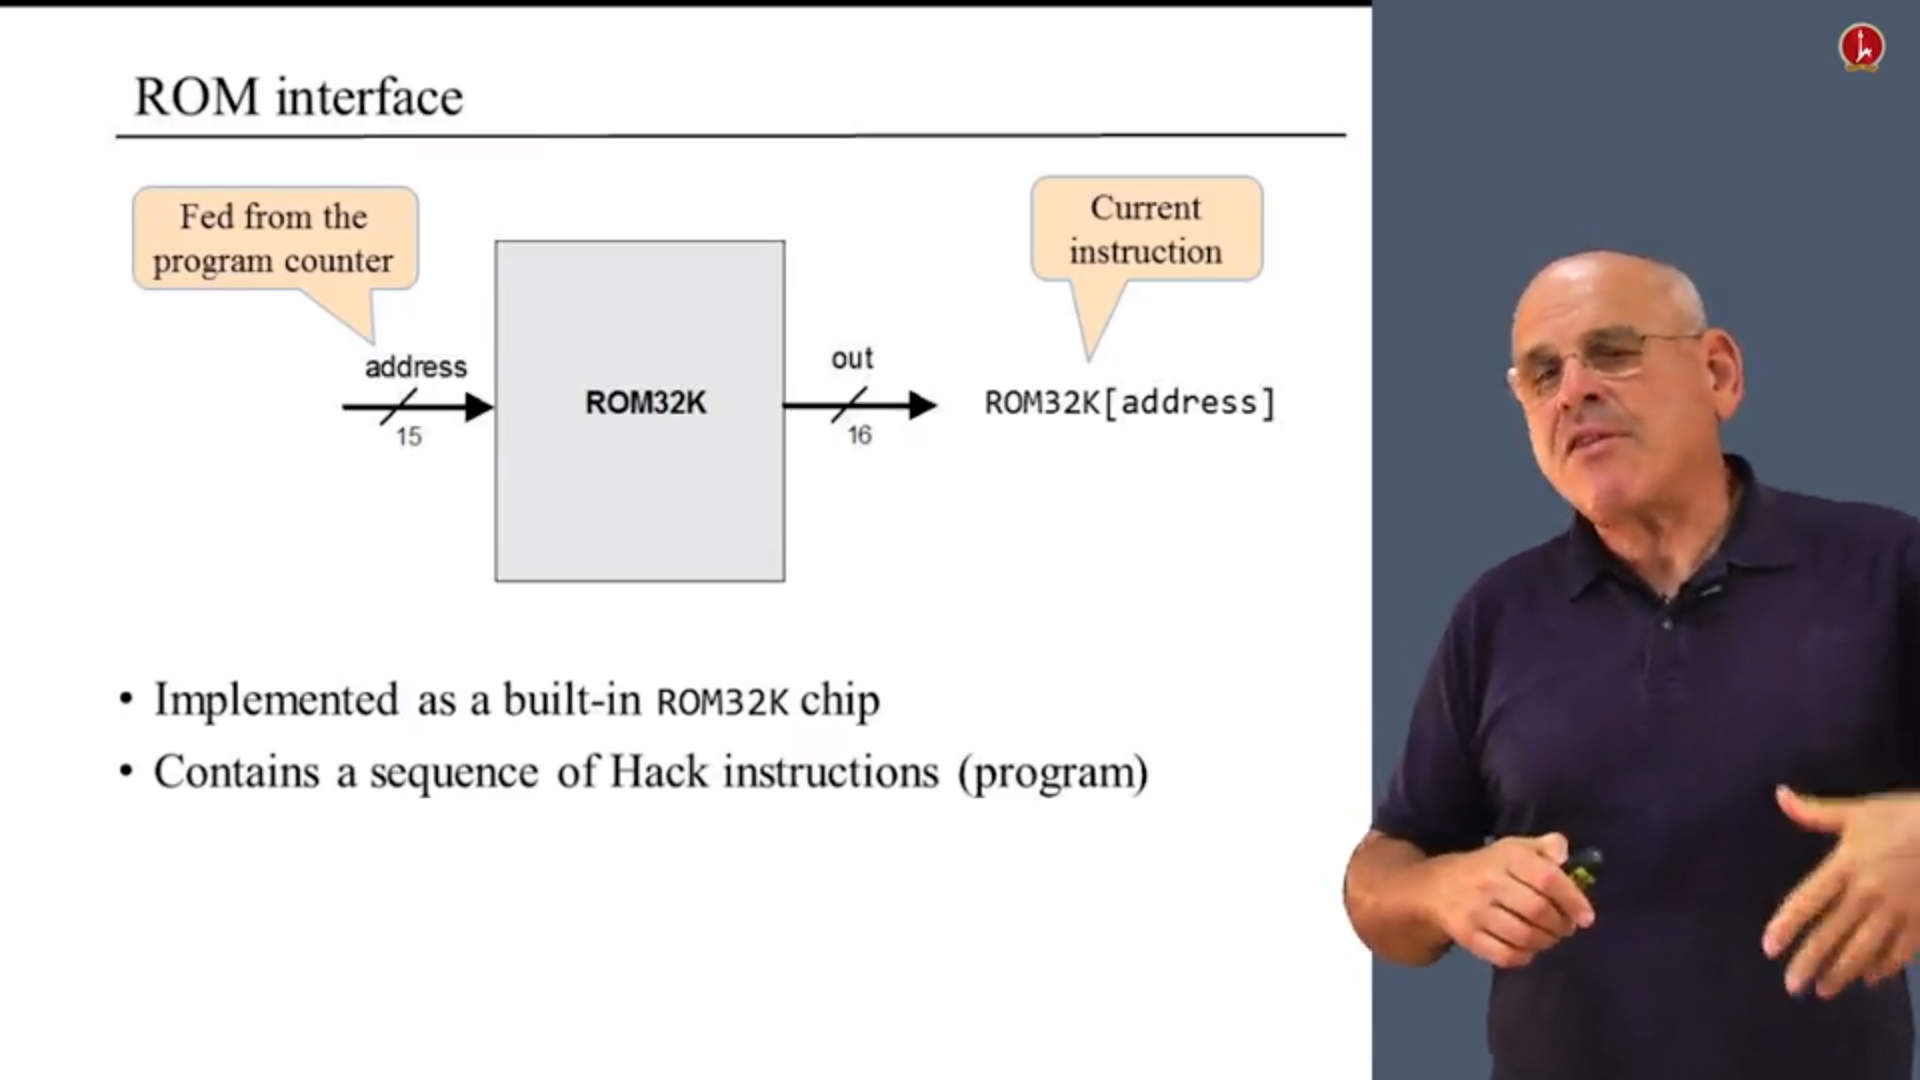 ROM interface
Fed from the
program counter
Current
instruction
address
15
ROM32K
out
16
ROM32K[address]
• Implemented as a built-in ROM32K chip
• Contains a sequence of Hack instructions (program)